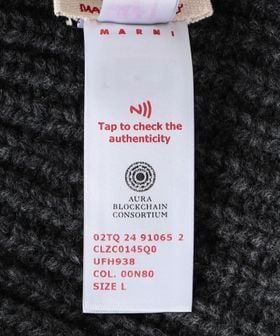 MARNI
Tap to check the
authenticity
AURA
BLOCKCHAIN
CONSORTIUM
02TQ 24 91065 2
CLZC0145Q0
UFH938
COL. 00N80
SIZE L